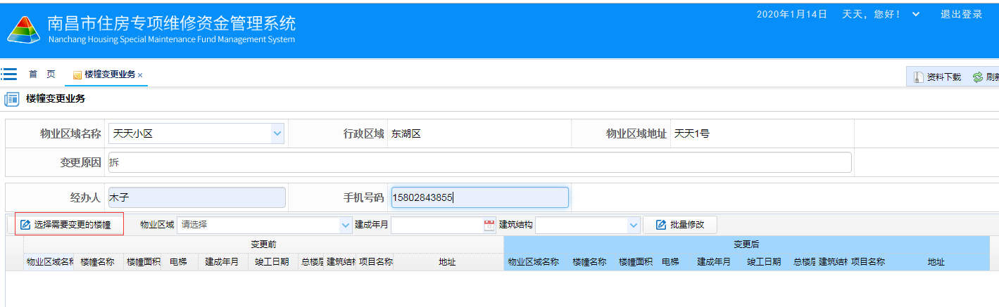 2020年1月14日 天天，您好！ 退出登录
南昌市住房专项维修资金管理系统
Nanchang Housing Special Maintenance Fund Management System
首 页 楼幢变更业务 × 资料下载 刷新
楼幢变更业务
物业区域名称 天天小区 行政区域 东湖区 物业区域地址 天天1号
变更原因 拆
经办人 木子 手机号码 15802843855
选择需要变更的楼幢 物业区域 请选择 建成年月 建筑结构 批量修改
变更前 变更后
物业区域名称 楼幢名称 楼幢面积 电梯 建成年月 竣工日期 总楼层 建筑结构 项目名称 地址 物业区域名称 楼幢名称 楼幢面积 电梯 建成年月 竣工日期 总楼层 建筑结构 项目名称 地址